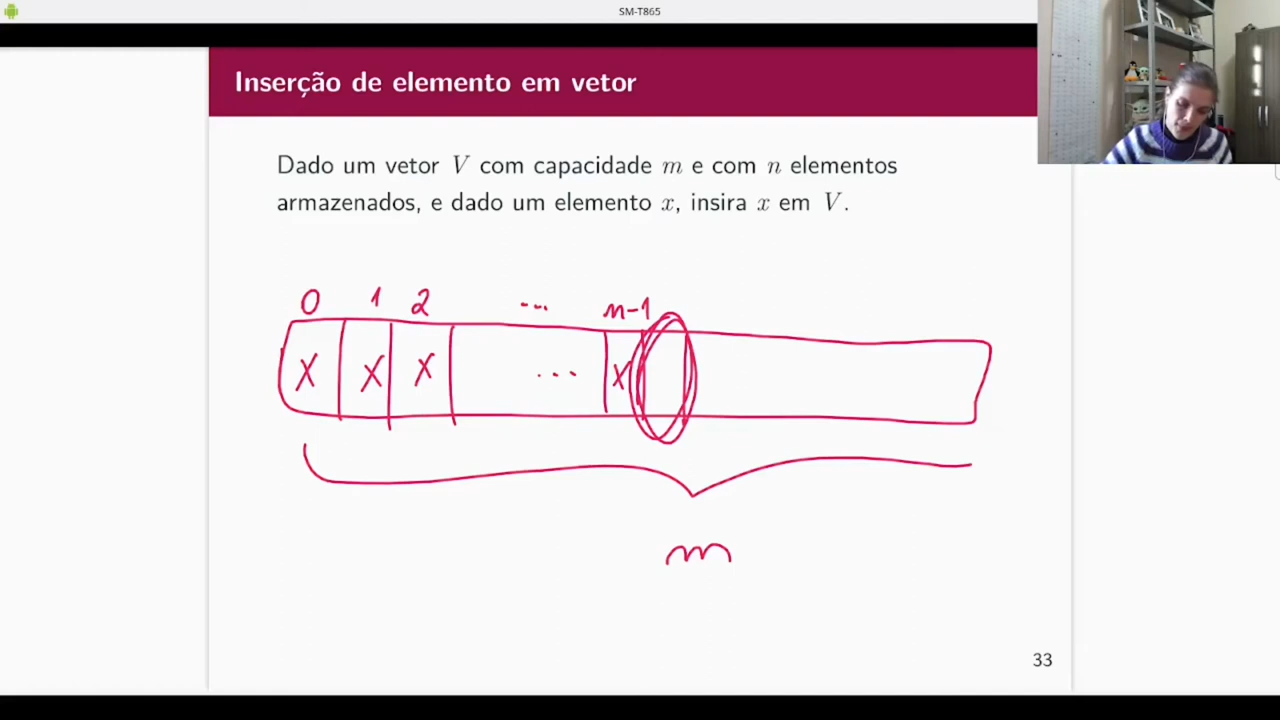 SM-T865
Inserção de elemento em vetor
Dado um vetor V com capacidade m e com n elementos
armazenados, e dado um elemento x, insira x em V.
0 1 2 ... n-1
X X X ... X
m
33